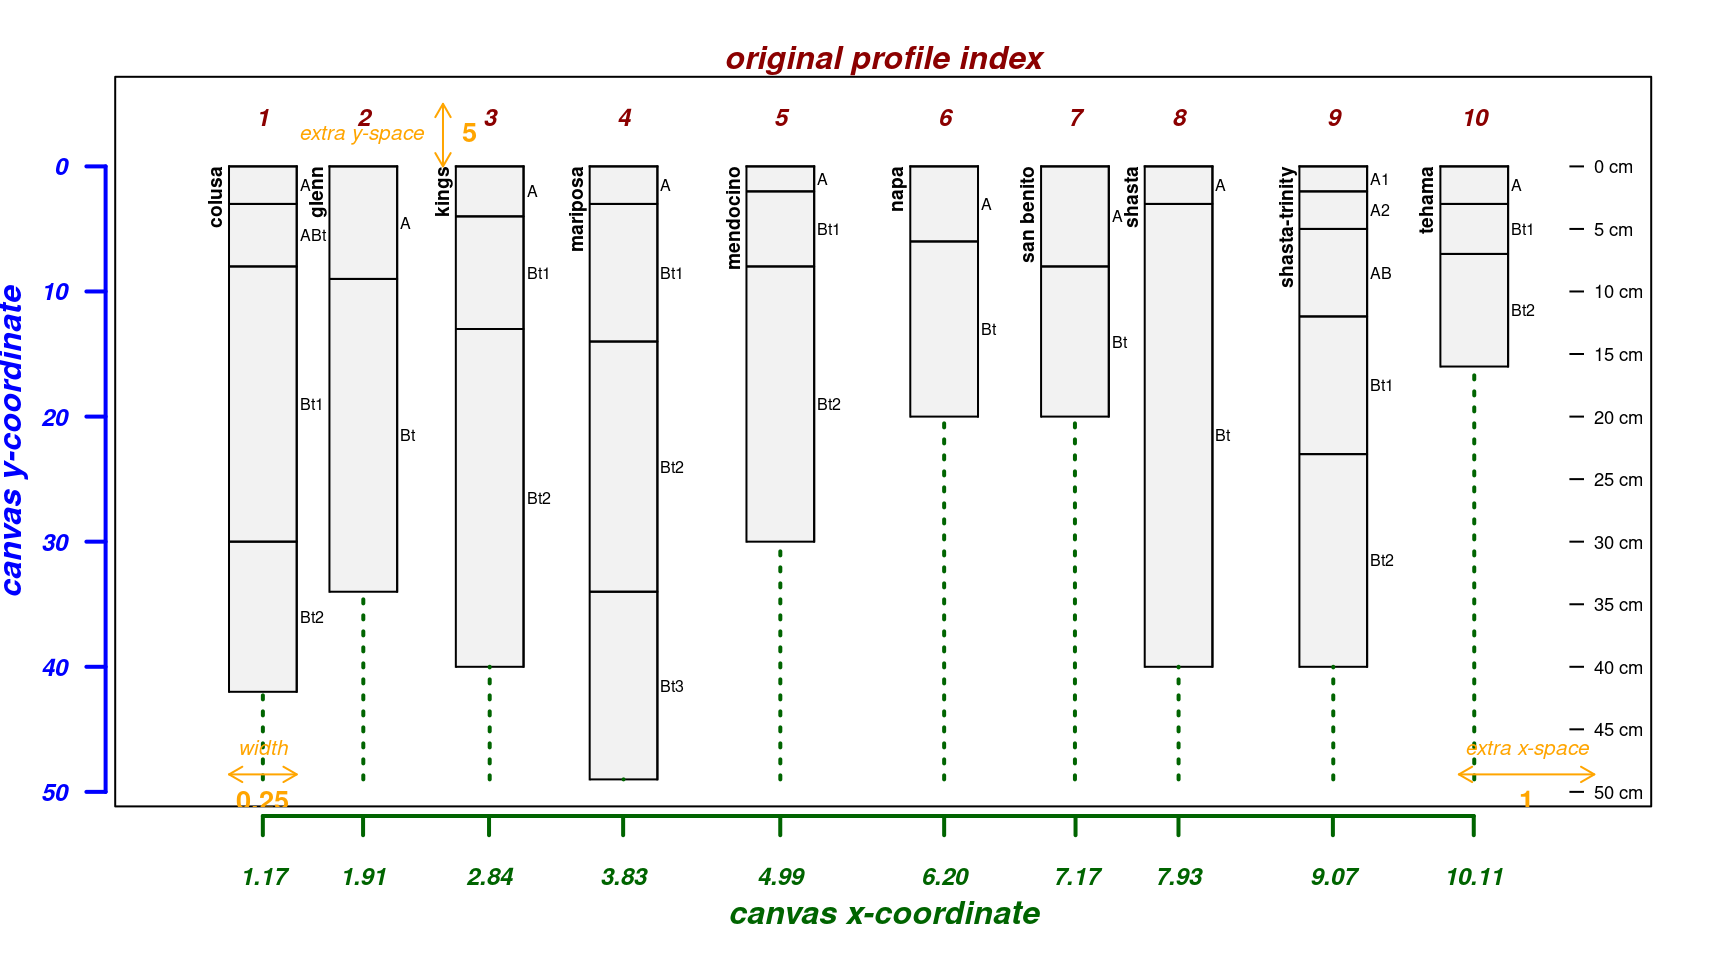 original profile index
1 2 3 4 5 6 7 8 9 10
extra y-space 5
canvas y-coordinate
0
10
20
30
40
50
colusa
A
ABt
Bt1
Bt2
glenn
A
Bt
kings
A
Bt1
Bt2
mariposa
A
Bt1
Bt2
Bt3
mendocino
A
Bt1
Bt2
napa
A
Bt
san benito
A
Bt
shasta
A
Bt
shasta-trinity
A1
A2
AB
Bt1
Bt2
tehama
A
Bt1
Bt2
0 cm
5 cm
10 cm
15 cm
20 cm
25 cm
30 cm
35 cm
40 cm
45 cm
50 cm
width
0.25
extra x-space
1
1.17 1.91 2.84 3.83 4.99 6.20 7.17 7.93 9.07 10.11
canvas x-coordinate